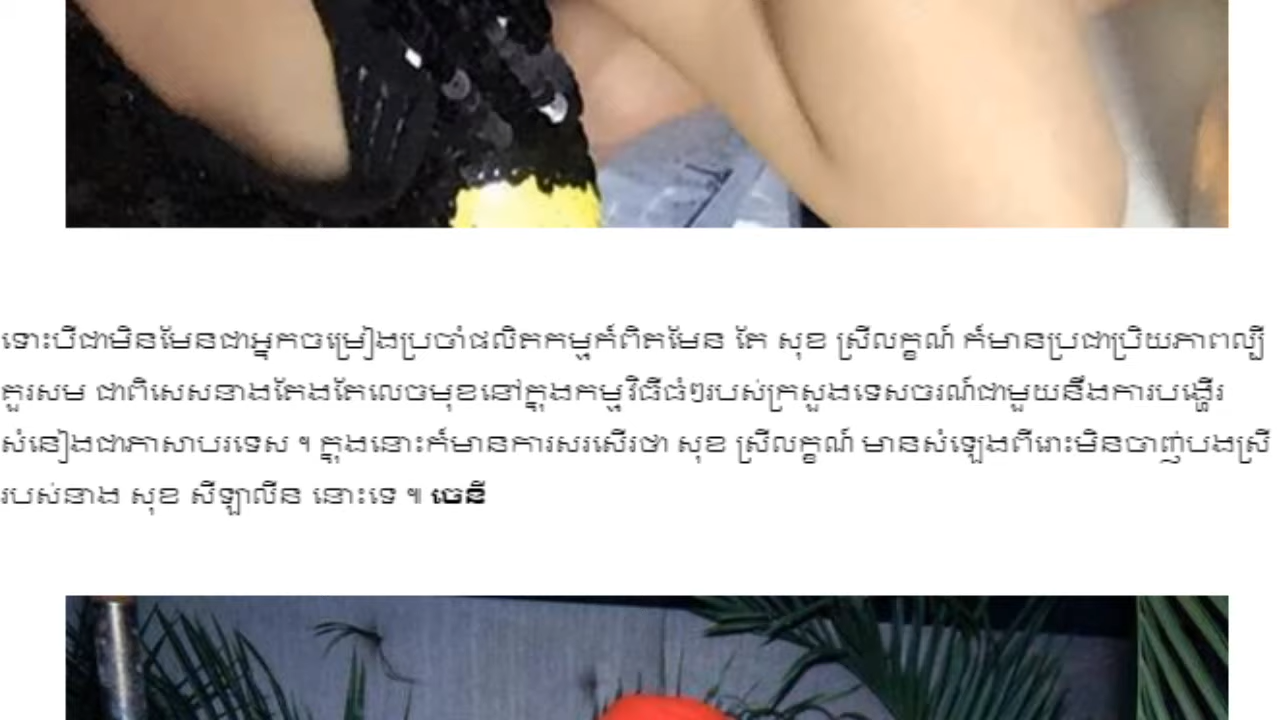 ទោះបីជាមិនមែនជាអ្នកចម្រៀងប្រចាំផលិតកម្មក៍ពិតមែន តែ សុខ ស្រីលក្ខណ៍ ក៍មានប្រជាប្រិយភាពល្បី
គួរសម ជាពិសេសនាងតែងតែលេចមុខនៅក្នុងកម្មវិធីធំៗរបស់ក្រសួងទេសចរណ៍ជាមួយនឹងការបង្ហើរ
សំនៀងជាភាសាបរទេស ។ ក្នុងនោះក៍មានការសរសើរថា សុខ ស្រីលក្ខណ៍ មានសំឡេងពីរោះមិនចាញ់បងស្រី
របស់នាង សុខ សីឡាលីន នោះទេ ៕ ចេនី